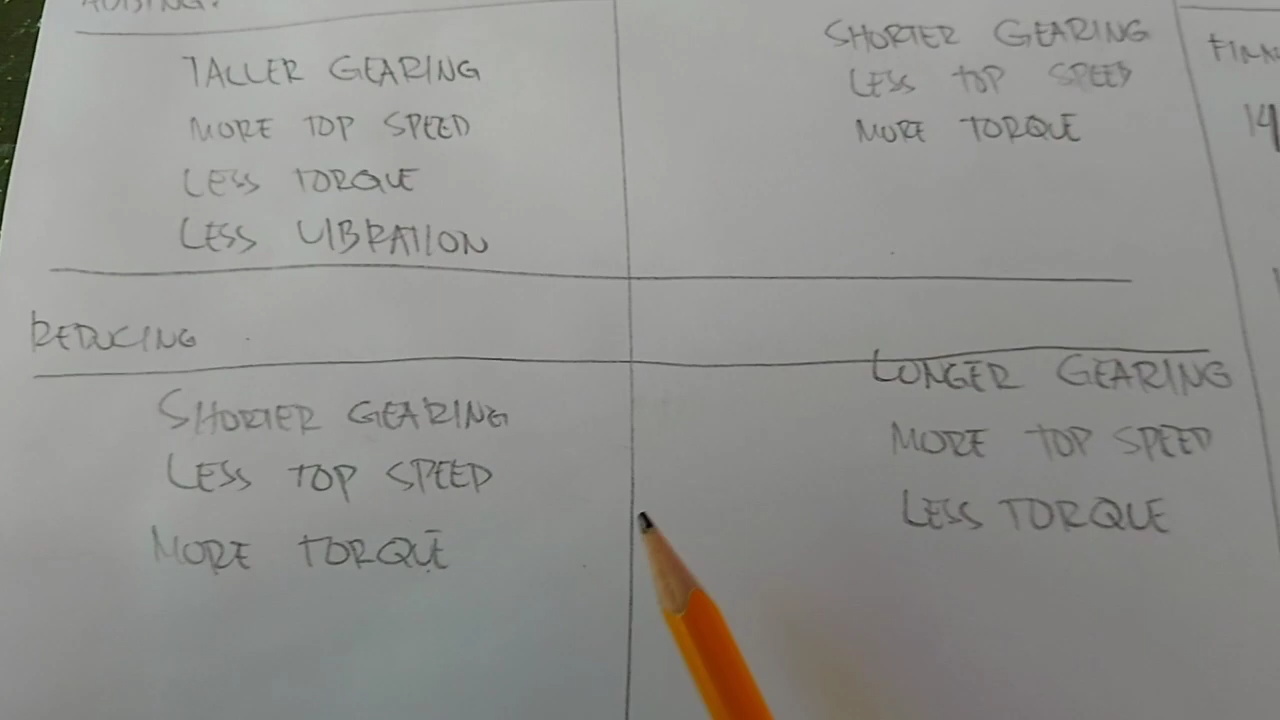 TALLER GEARING
MORE TOP SPEED
LESS TORQUE
LESS VIBRATION
SHORTER GEARING
LESS TOP SPEED
MORE TORQUE
REDUCING
SHORTER GEARING
LESS TOP SPEED
MORE TORQUE
LONGER GEARING
MORE TOP SPEED
LESS TORQUE
14